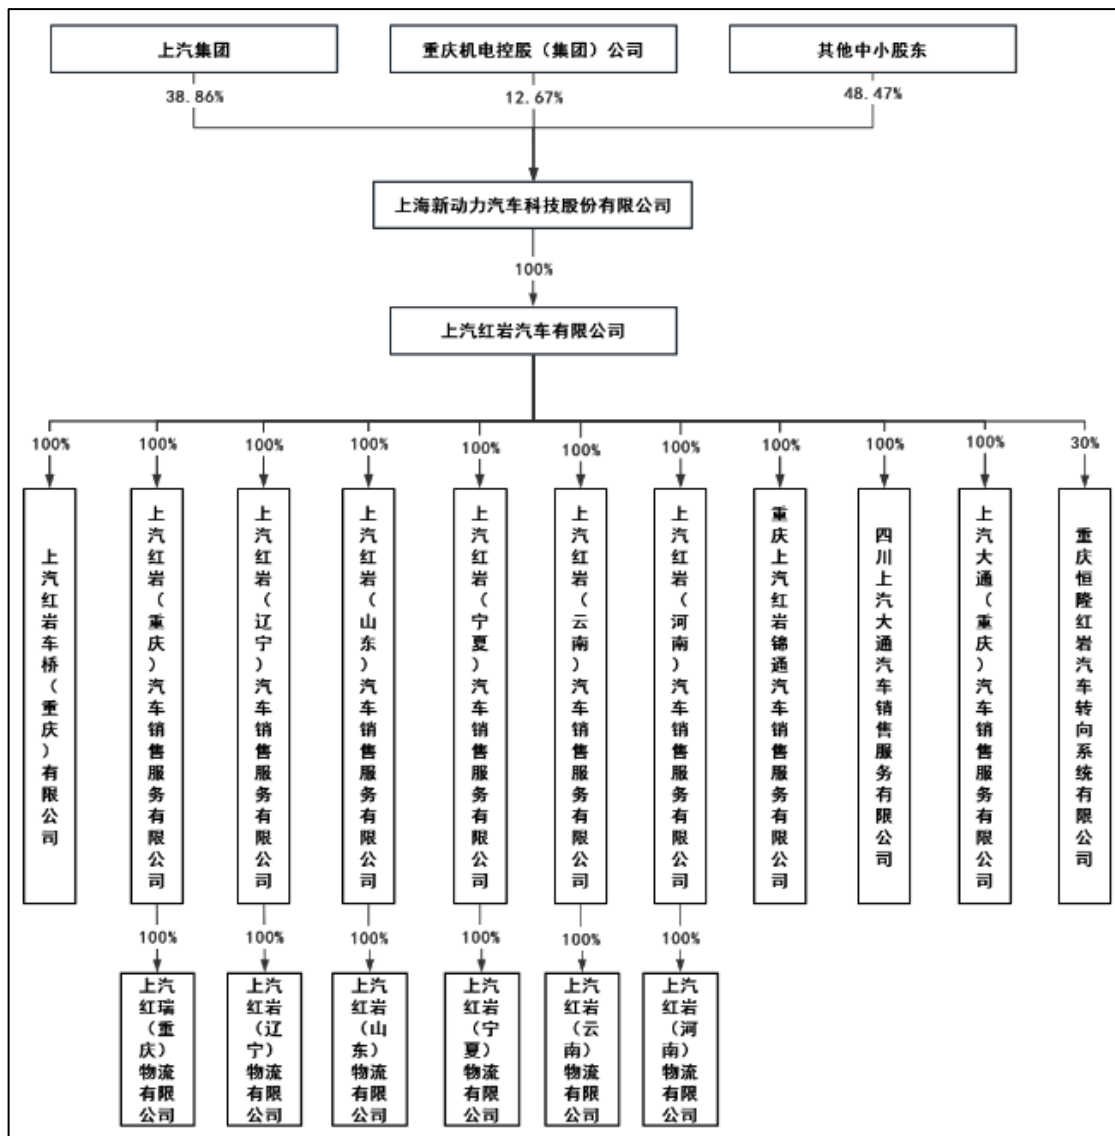 上汽集团
重庆机电控股（集团）公司
其他中小股东
38.86%
12.67%
48.47%
上海新动力汽车科技股份有限公司
100%
上汽红岩汽车有限公司
100%
100%
100%
100%
100%
100%
100%
100%
100%
100%
30%
上汽红岩车桥（重庆）有限公司
上汽红岩（重庆）汽车销售服务有限公司
上汽红岩（辽宁）汽车销售服务有限公司
上汽红岩（山东）汽车销售服务有限公司
上汽红岩（宁夏）汽车销售服务有限公司
上汽红岩（云南）汽车销售服务有限公司
上汽红岩（河南）汽车销售服务有限公司
重庆上汽红岩锦通汽车销售服务有限公司
四川上汽大通汽车销售服务有限公司
上汽大通（重庆）汽车销售服务有限公司
重庆恒隆红岩汽车转向系统有限公司
100%
100%
100%
100%
100%
100%
上汽
红瑞
（重
庆）
物流
有限
公司
上汽
红岩
（辽
宁）
物流
有限
公司
上汽
红岩
（山
东）
物流
有限
公司
上汽
红岩
（宁
夏）
物流
有限
公司
上汽
红岩
（云
南）
物流
有限
公司
上汽
红岩
（河
南）
物流
有限
公司